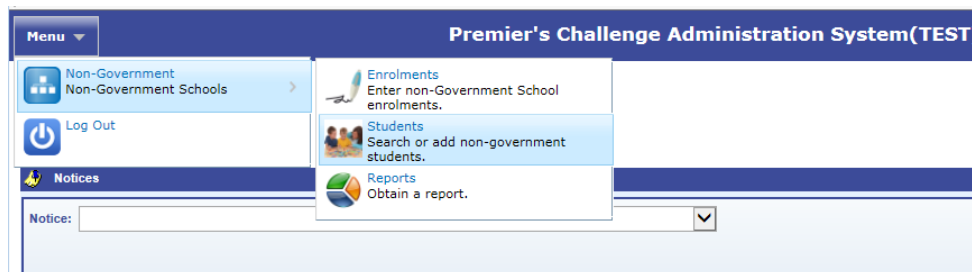 Menu
Premier's Challenge Administration System(TEST
Non-Government
Non-Government Schools
Log Out
Enrolments
Enter non-Government School
enrolments.
Students
Search or add non-government
students.
Reports
Obtain a report.
Notices
Notice: